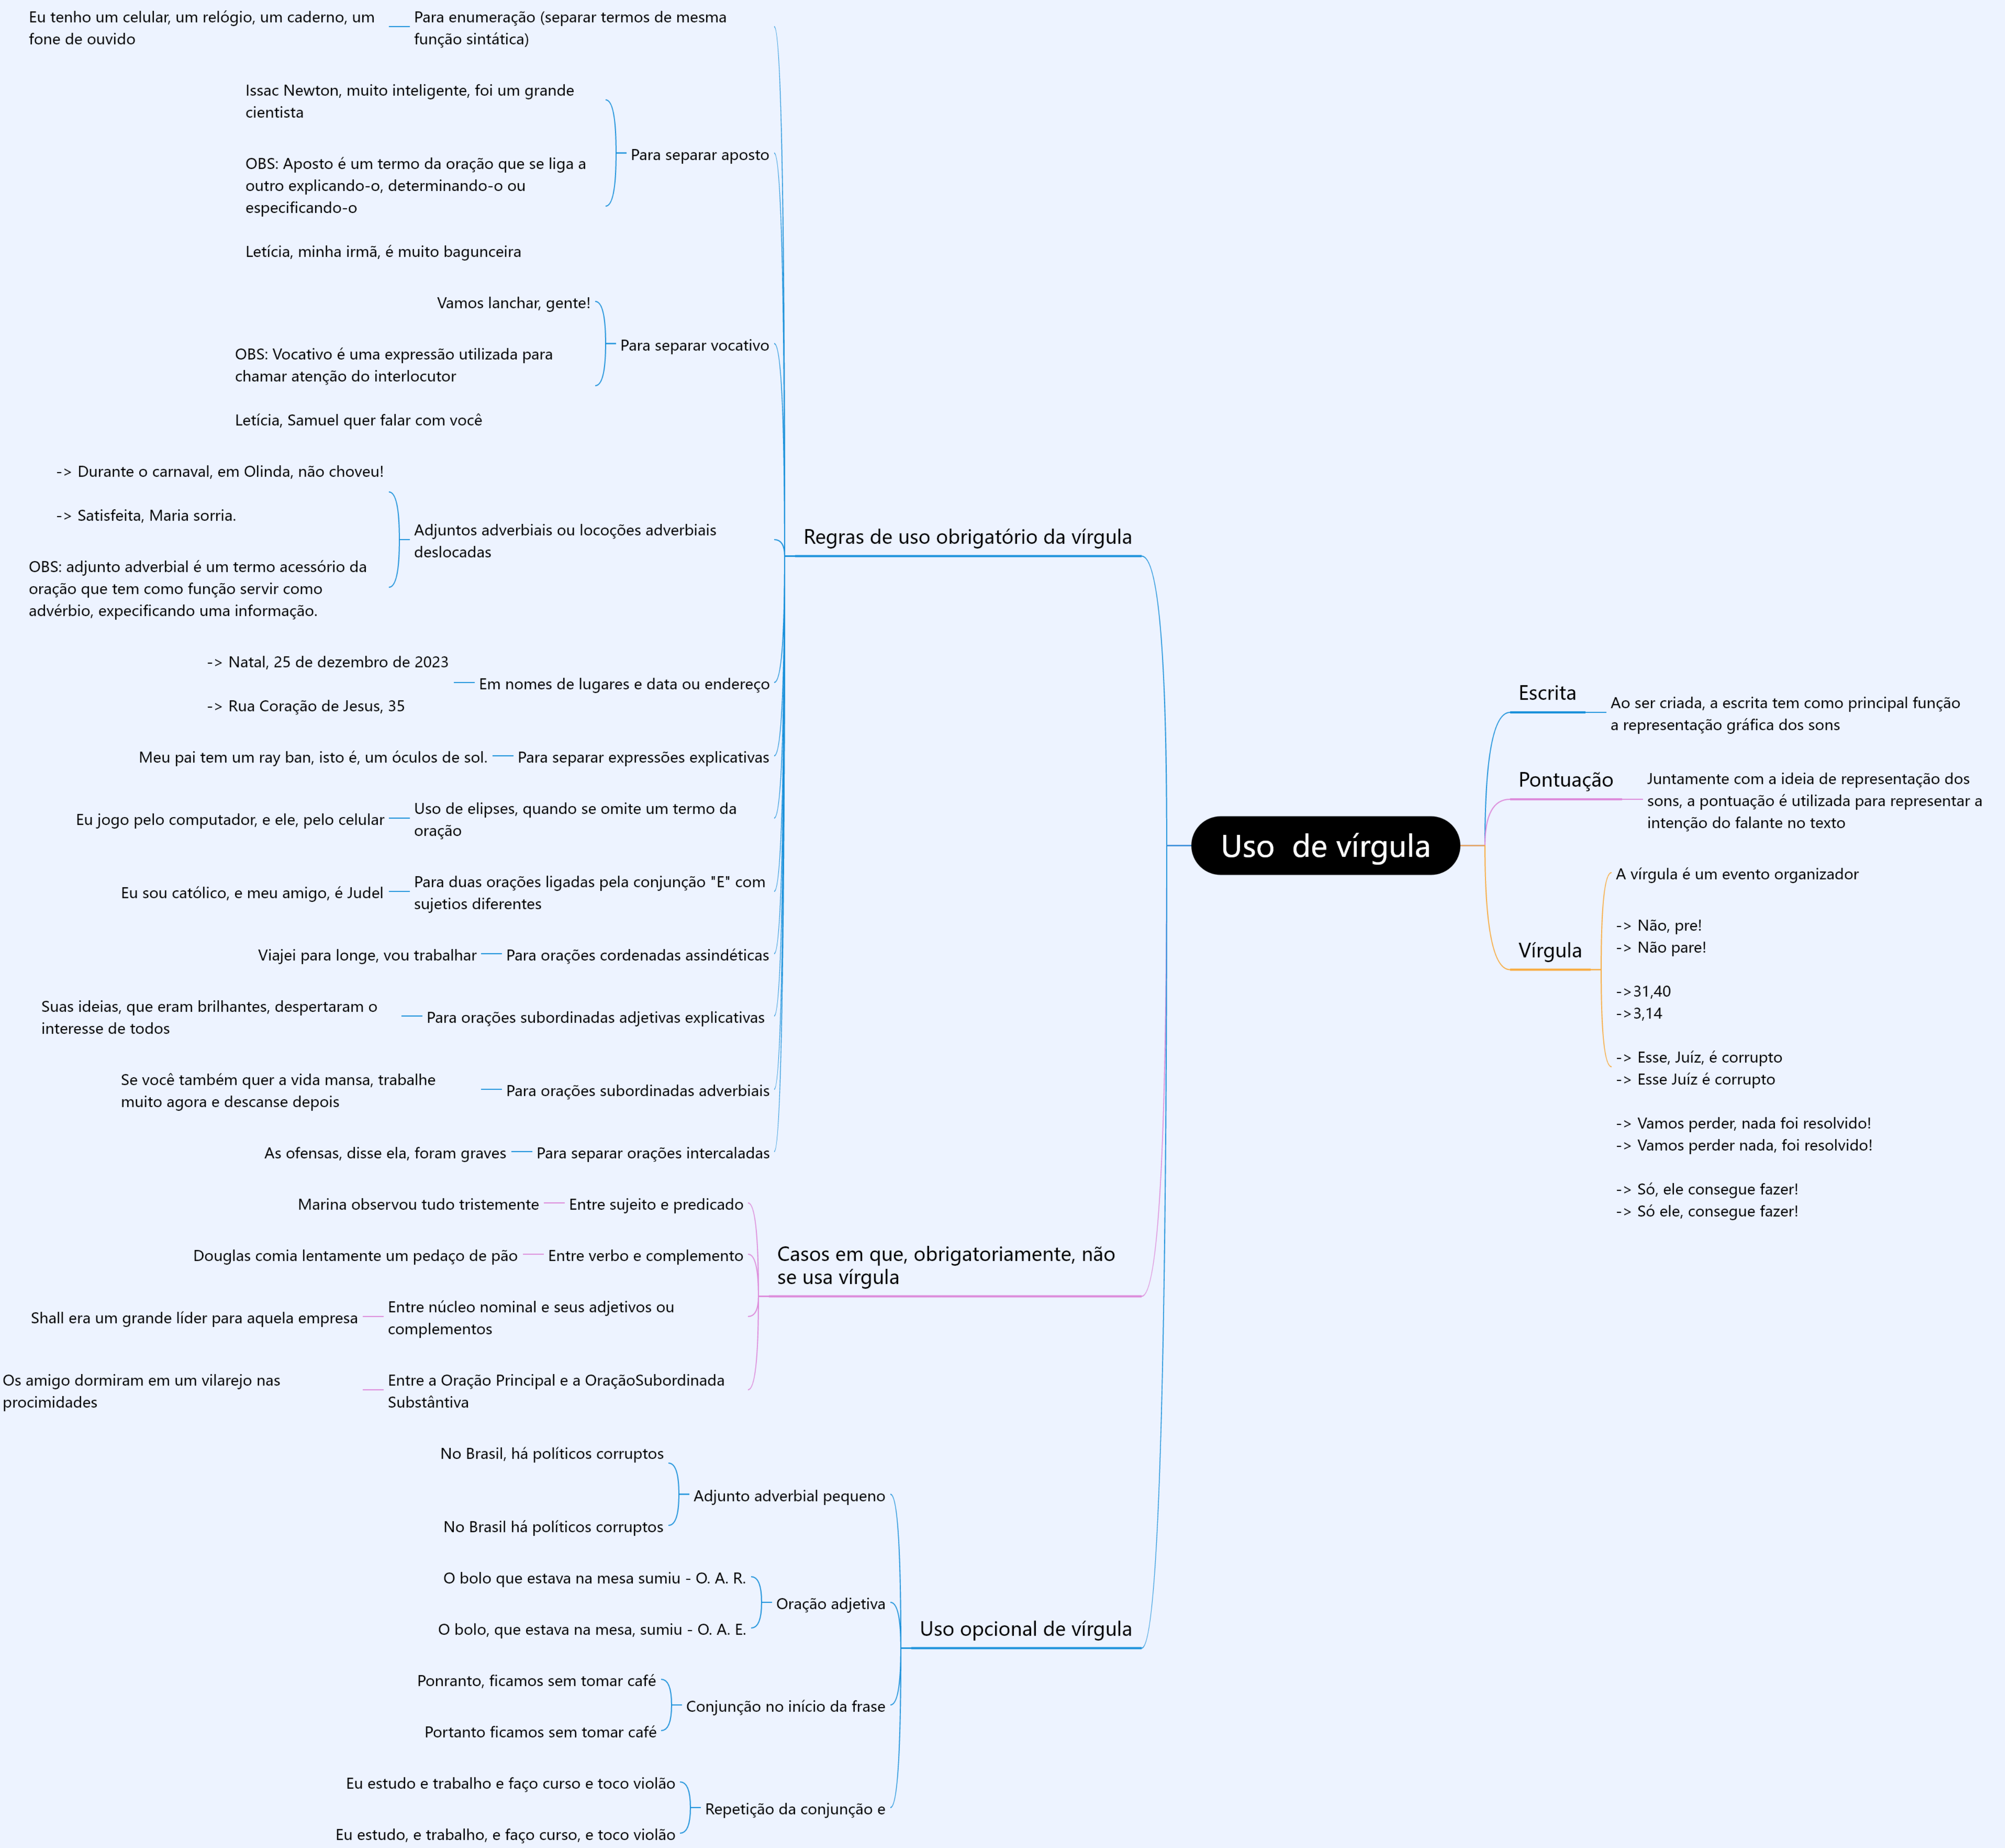 Uso  de vírgula
Escrita
Ao ser criada, a escrita tem como principal função
a representação gráfica dos sons
Pontuação
Juntamente com a ideia de representação dos
sons, a pontuação é utilizada para representar a
intenção do falante no texto
Vírgula
A vírgula é um evento organizador
-> Não, pre!
-> Não pare!
->31,40
->3,14
-> Esse, Juíz, é corrupto
-> Esse Juíz é corrupto
-> Vamos perder, nada foi resolvido!
-> Vamos perder nada, foi resolvido!
-> Só, ele consegue fazer!
-> Só ele, consegue fazer!
Regras de uso obrigatório da vírgula
Para enumeração (separar termos de mesma
função sintática)
Eu tenho um celular, um relógio, um caderno, um
fone de ouvido
Para separar aposto
Issac Newton, muito inteligente, foi um grande
cientista
OBS: Aposto é um termo da oração que se liga a
outro explicando-o, determinando-o ou
especificando-o
Letícia, minha irmã, é muito bagunceira
Para separar vocativo
Vamos lanchar, gente!
OBS: Vocativo é uma expressão utilizada para
chamar atenção do interlocutor
Letícia, Samuel quer falar com você
Adjuntos adverbiais ou locoções adverbiais
deslocadas
-> Durante o carnaval, em Olinda, não choveu!
-> Satisfeita, Maria sorria.
OBS: adjunto adverbial é um termo acessório da
oração que tem como função servir como
advérbio, expecificando uma informação.
Em nomes de lugares e data ou endereço
-> Natal, 25 de dezembro de 2023
-> Rua Coração de Jesus, 35
Para separar expressões explicativas
Meu pai tem um ray ban, isto é, um óculos de sol.
Uso de elipses, quando se omite um termo da
oração
Eu jogo pelo computador, e ele, pelo celular
Para duas orações ligadas pela conjunção "E" com
sujetios diferentes
Eu sou católico, e meu amigo, é Judel
Para orações cordenadas assindéticas
Viajei para longe, vou trabalhar
Para orações subordinadas adjetivas explicativas
Suas ideias, que eram brilhantes, despertaram o
interesse de todos
Para orações subordinadas adverbiais
Se você também quer a vida mansa, trabalhe
muito agora e descanse depois
Para separar orações intercaladas
As ofensas, disse ela, foram graves
Casos em que, obrigatoriamente, não
se usa vírgula
Entre sujeito e predicado
Marina observou tudo tristemente
Entre verbo e complemento
Douglas comia lentamente um pedaço de pão
Entre núcleo nominal e seus adjetivos ou
complementos
Shall era um grande líder para aquela empresa
Entre a Oração Principal e a OraçãoSubordinada
Substântiva
Os amigo dormiram em um vilarejo nas
procimidades
Uso opcional de vírgula
Adjunto adverbial pequeno
No Brasil, há políticos corruptos
No Brasil há políticos corruptos
Oração adjetiva
O bolo que estava na mesa sumiu - O. A. R.
O bolo, que estava na mesa, sumiu - O. A. E.
Conjunção no início da frase
Ponranto, ficamos sem tomar café
Portanto ficamos sem tomar café
Repetição da conjunção e
Eu estudo e trabalho e faço curso e toco violão
Eu estudo, e trabalho, e faço curso, e toco violão